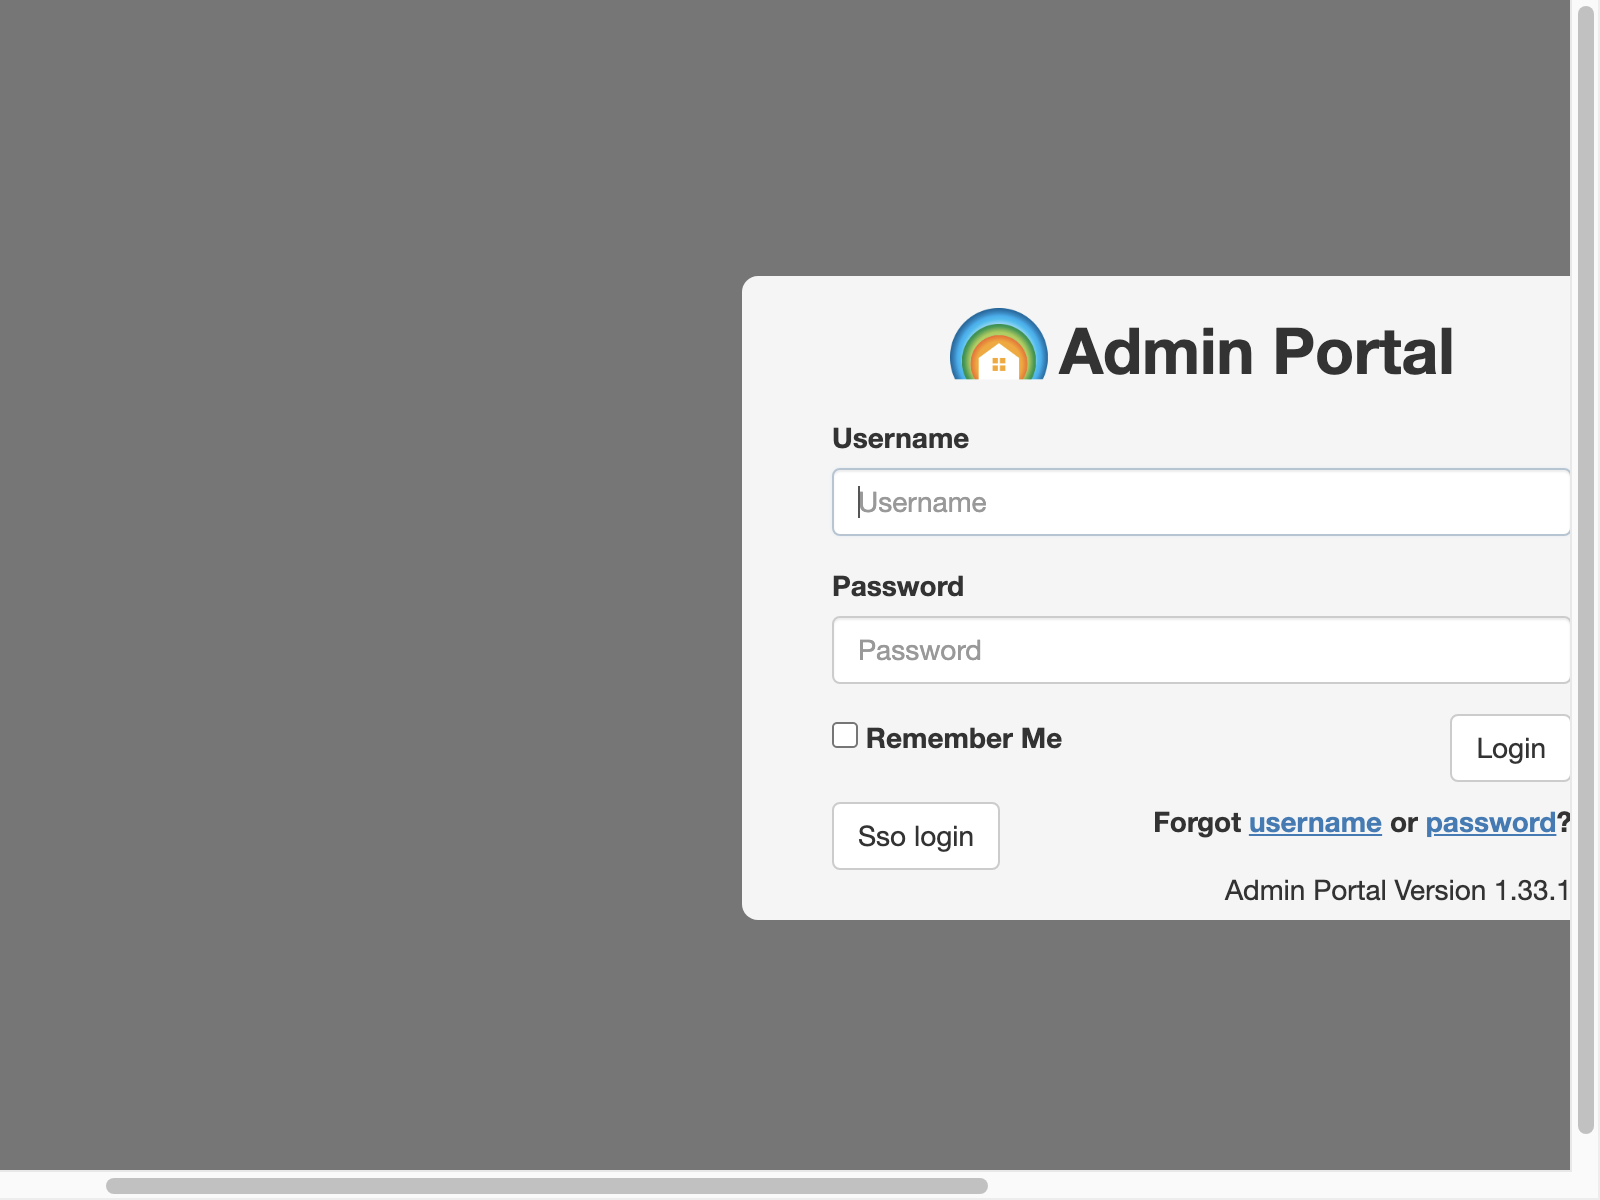 Admin Portal
Username
Username
Password
Password
Remember Me
Login
Sso login
Forgot username or password?
Admin Portal Version 1.33.1